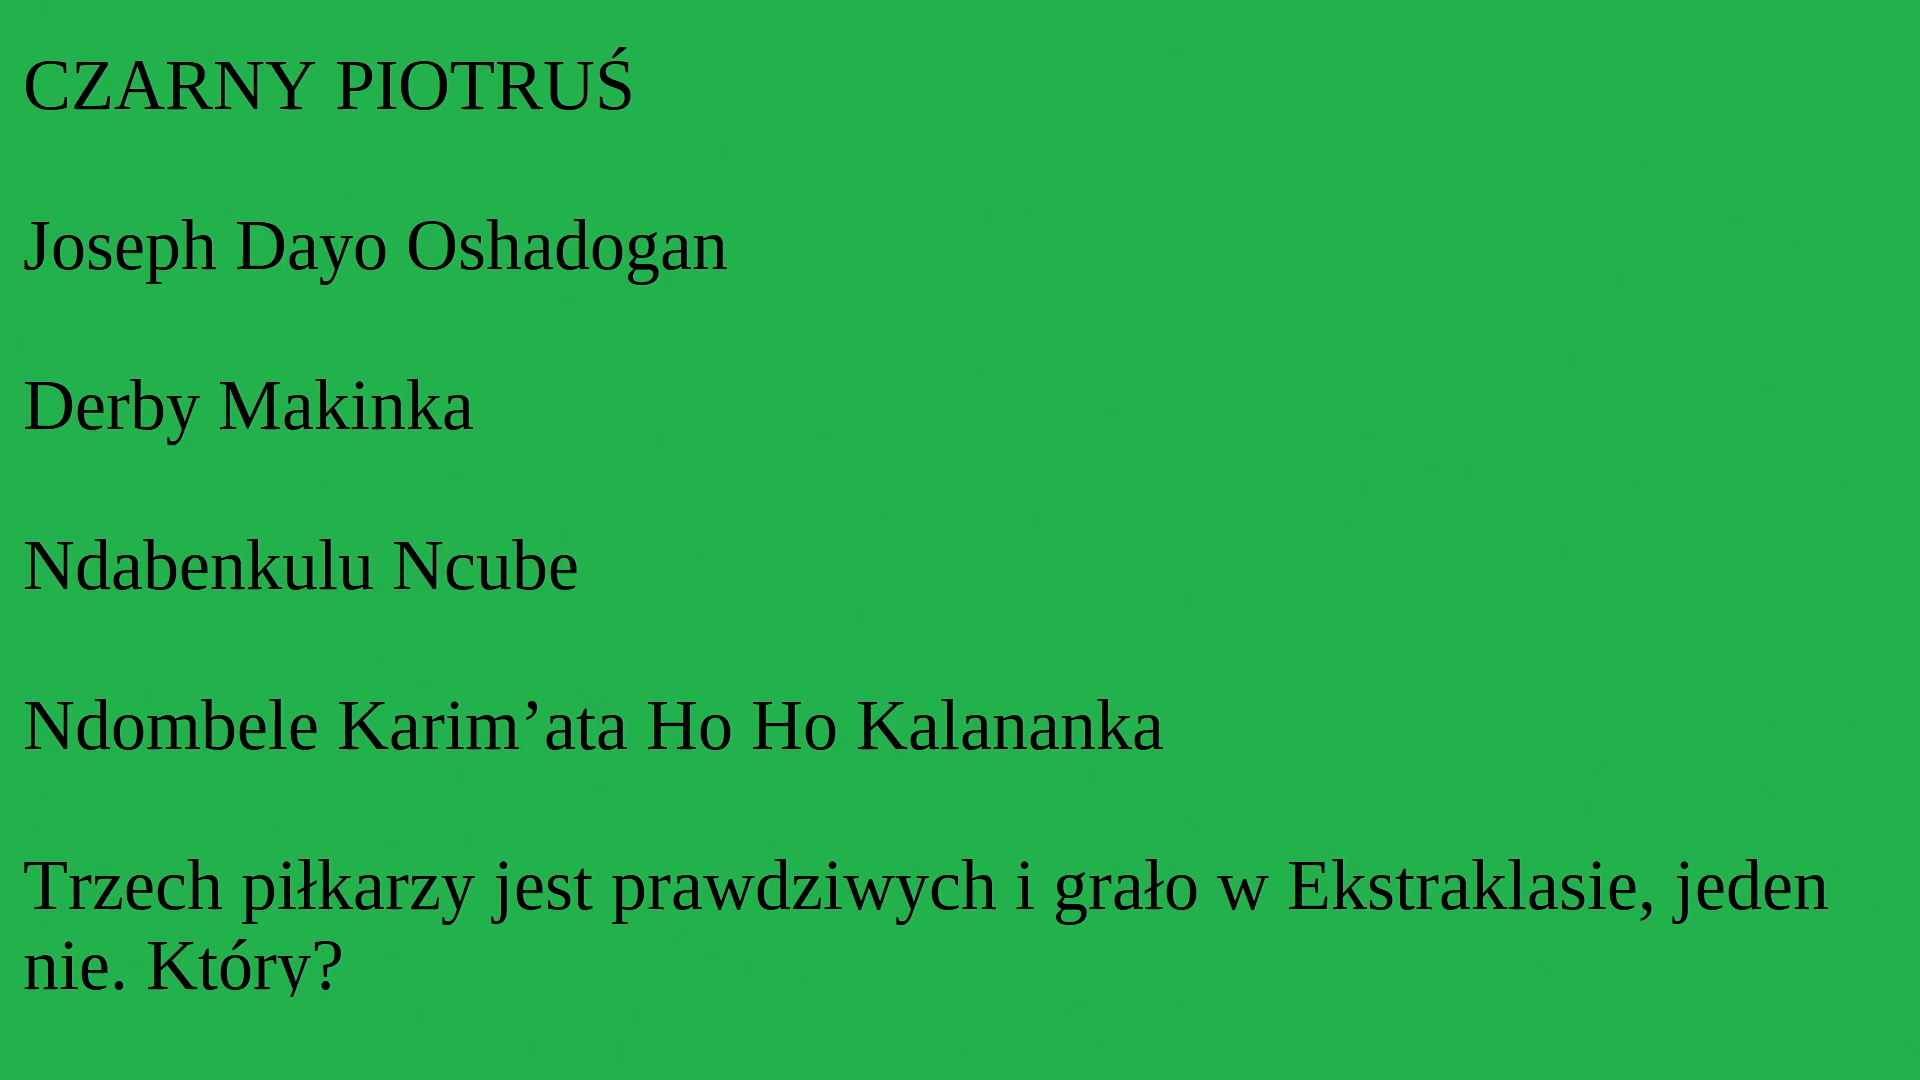 CZARNY PIOTRUŚ
Joseph Dayo Oshadogan
Derby Makinka
Ndabenkulu Ncube
Ndombele Karim’ata Ho Ho Kalananka
Trzech piłkarzy jest prawdziwych i grało w Ekstraklasie, jeden
nie. Który?